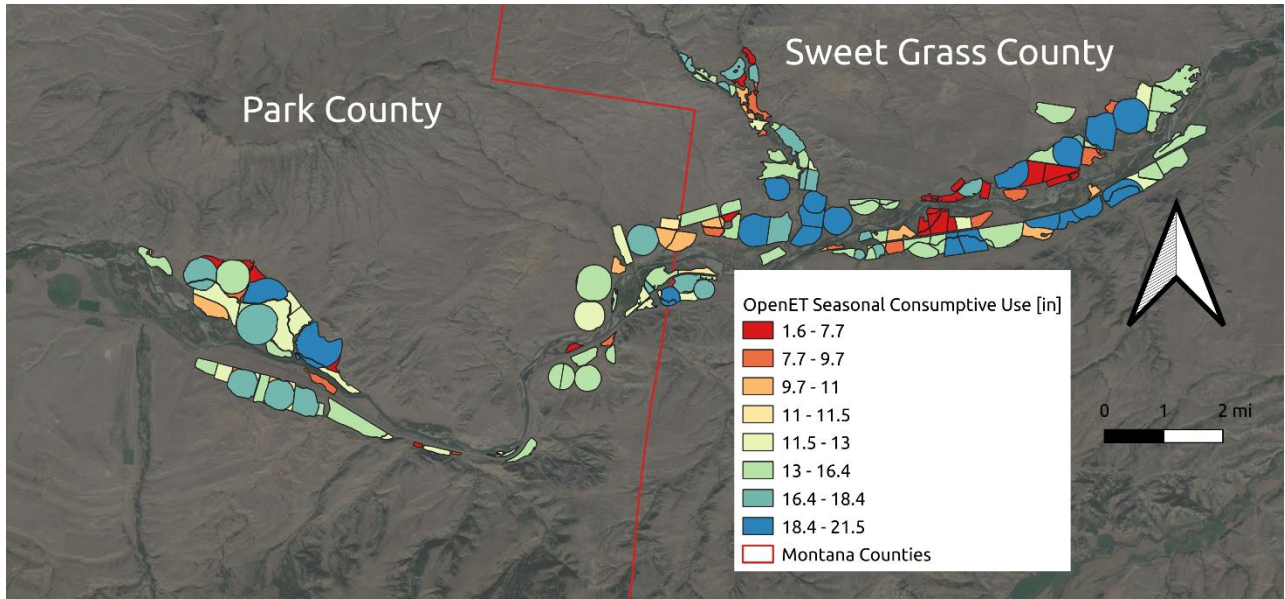 Sweet Grass County
Park County
OpenET Seasonal Consumptive Use [in]
1.6 - 7.7
7.7 - 9.7
9.7 - 11
11 - 11.5
11.5 - 13
13 - 16.4
16.4 - 18.4
18.4 - 21.5
Montana Counties
0 1 2 mi